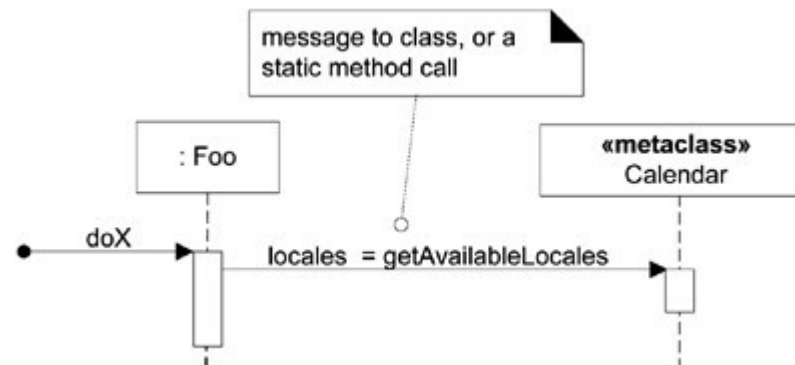 message to class, or a
static method call
: Foo
«metaclass»
Calendar
doX
locales = getAvailableLocales